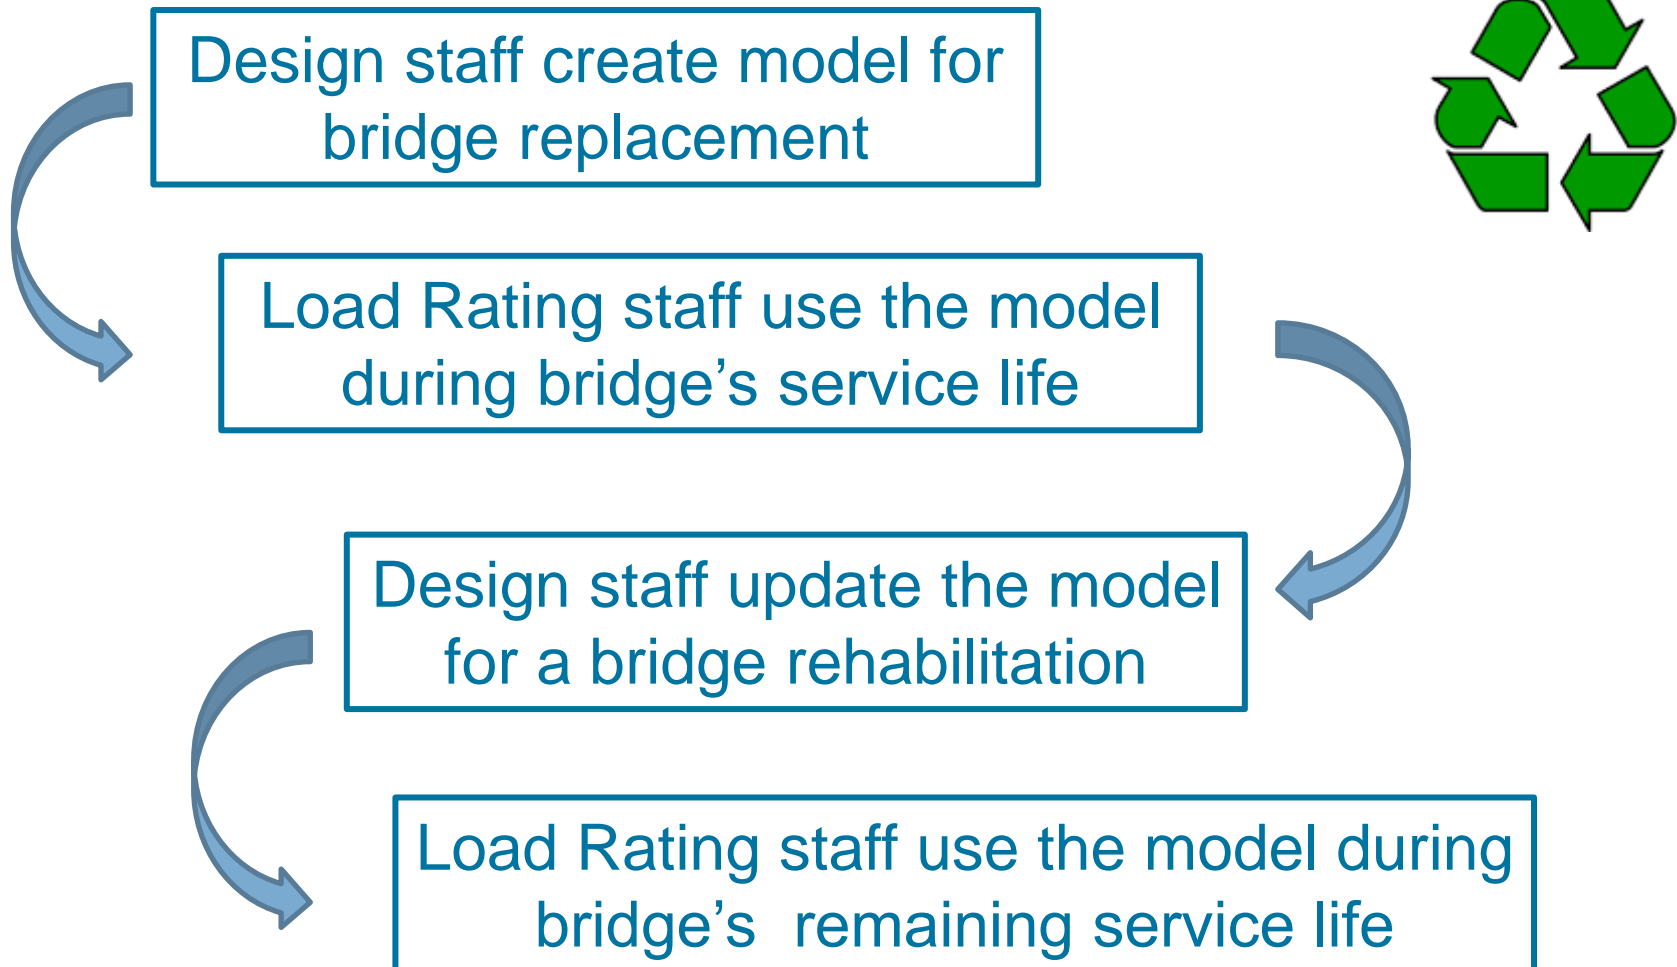 Design staff create model for
bridge replacement
Load Rating staff use the model
during bridge’s service life
Design staff update the model
for a bridge rehabilitation
Load Rating staff use the model during
bridge’s  remaining service life